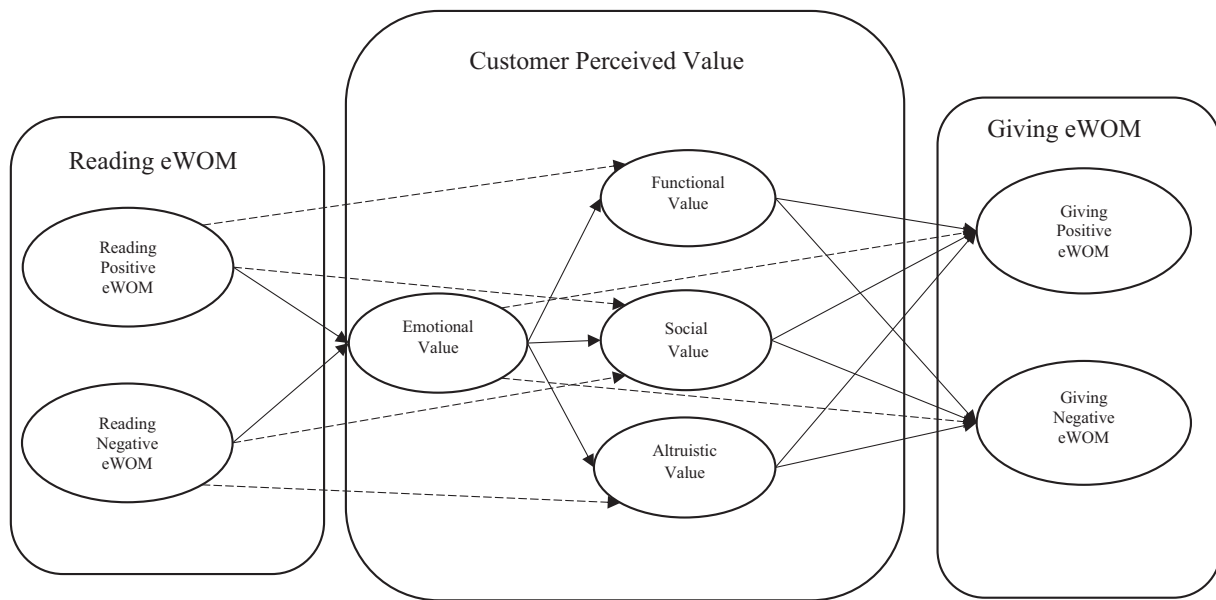 Customer Perceived Value
Reading eWOM
Giving eWOM
Reading
Positive
eWOM
Reading
Negative
eWOM
Emotional
Value
Functional
Value
Social
Value
Altruistic
Value
Giving
Positive
eWOM
Giving
Negative
eWOM